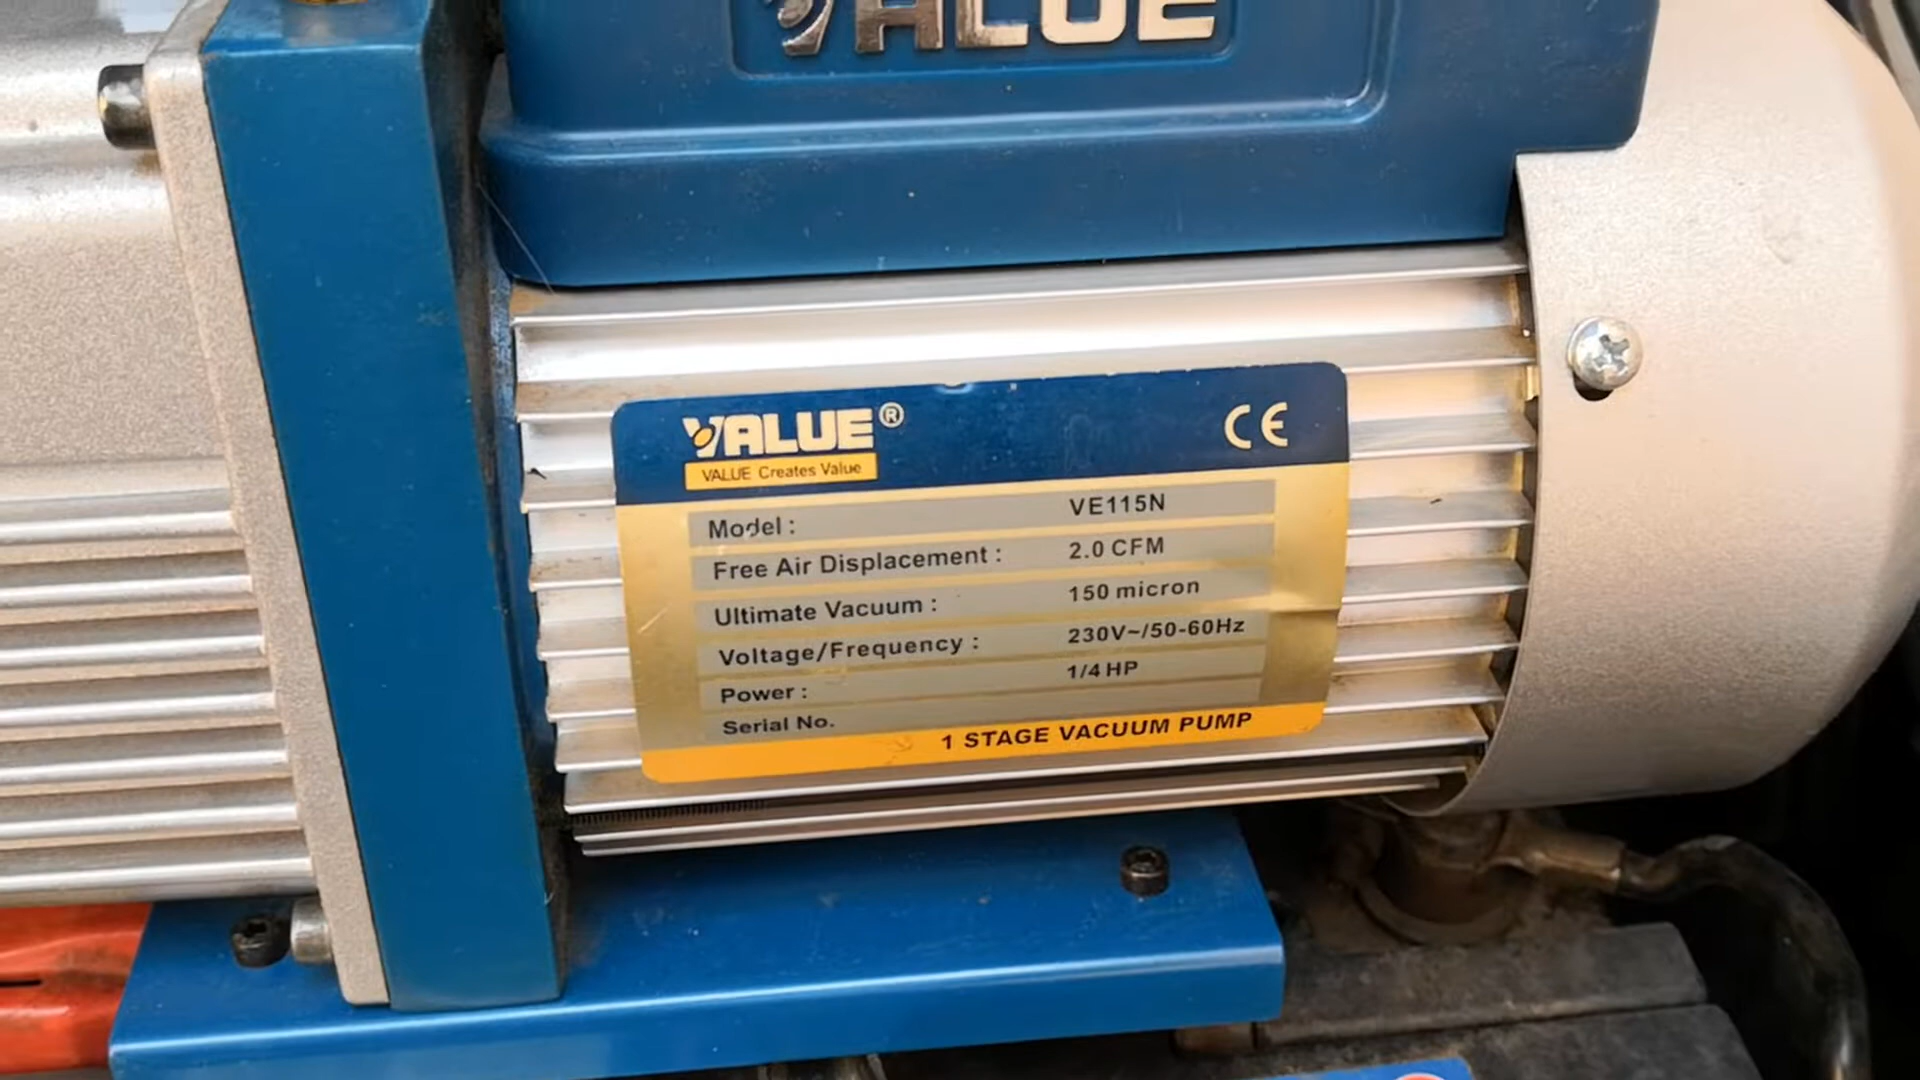 VALUE
VALUE®
CE
VALUE Creates Value
Model : VE115N
Free Air Displacement : 2.0 CFM
Ultimate Vacuum : 150 micron
Voltage/Frequency : 230V~/50-60Hz
Power : 1/4 HP
Serial No.
1 STAGE VACUUM PUMP